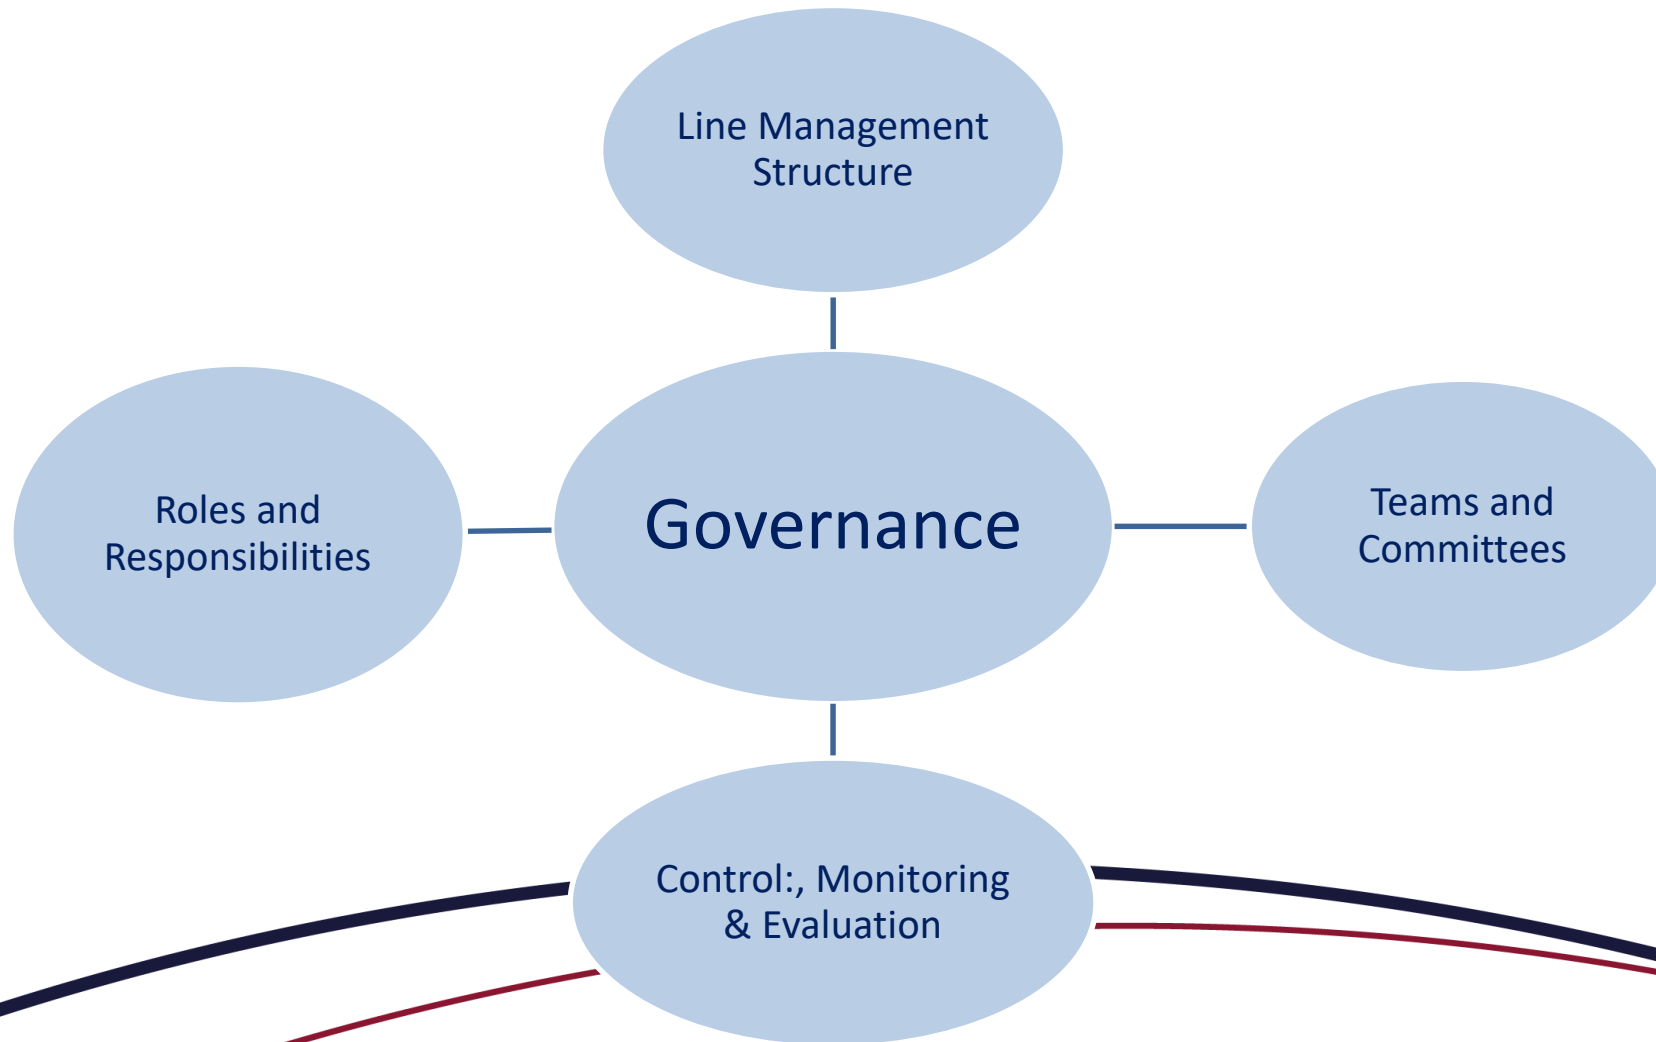 Line Management
Structure
Roles and
Responsibilities
Governance
Teams and
Committees
Control:, Monitoring
& Evaluation